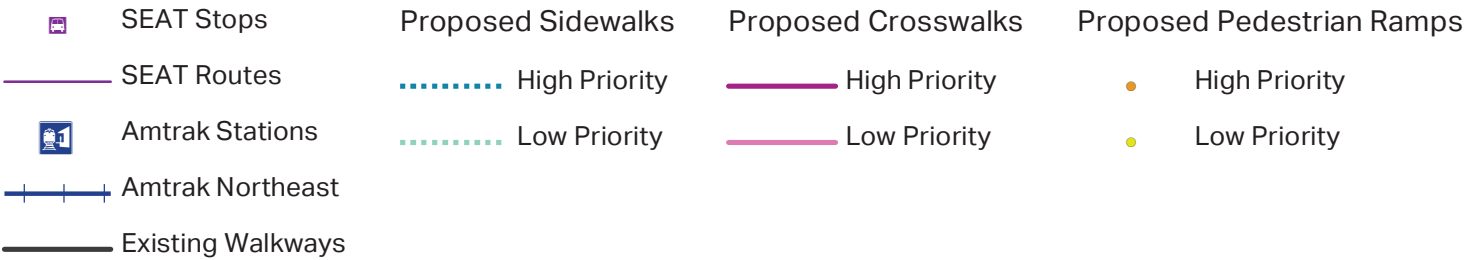 SEAT Stops
SEAT Routes
Amtrak Stations
Amtrak Northeast
Existing Walkways
Proposed Sidewalks
High Priority
Low Priority
Proposed Crosswalks
High Priority
Low Priority
Proposed Pedestrian Ramps
High Priority
Low Priority